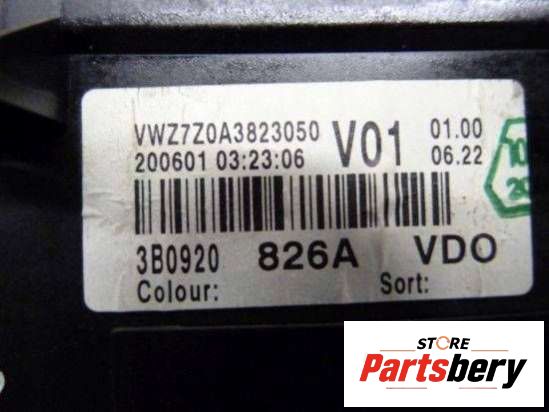 VWZ7Z0A3823050 V01 01.00
200601 03:23:06 06.22
3B0920 826A VDO
Colour: Sort:
STORE
Partsbery